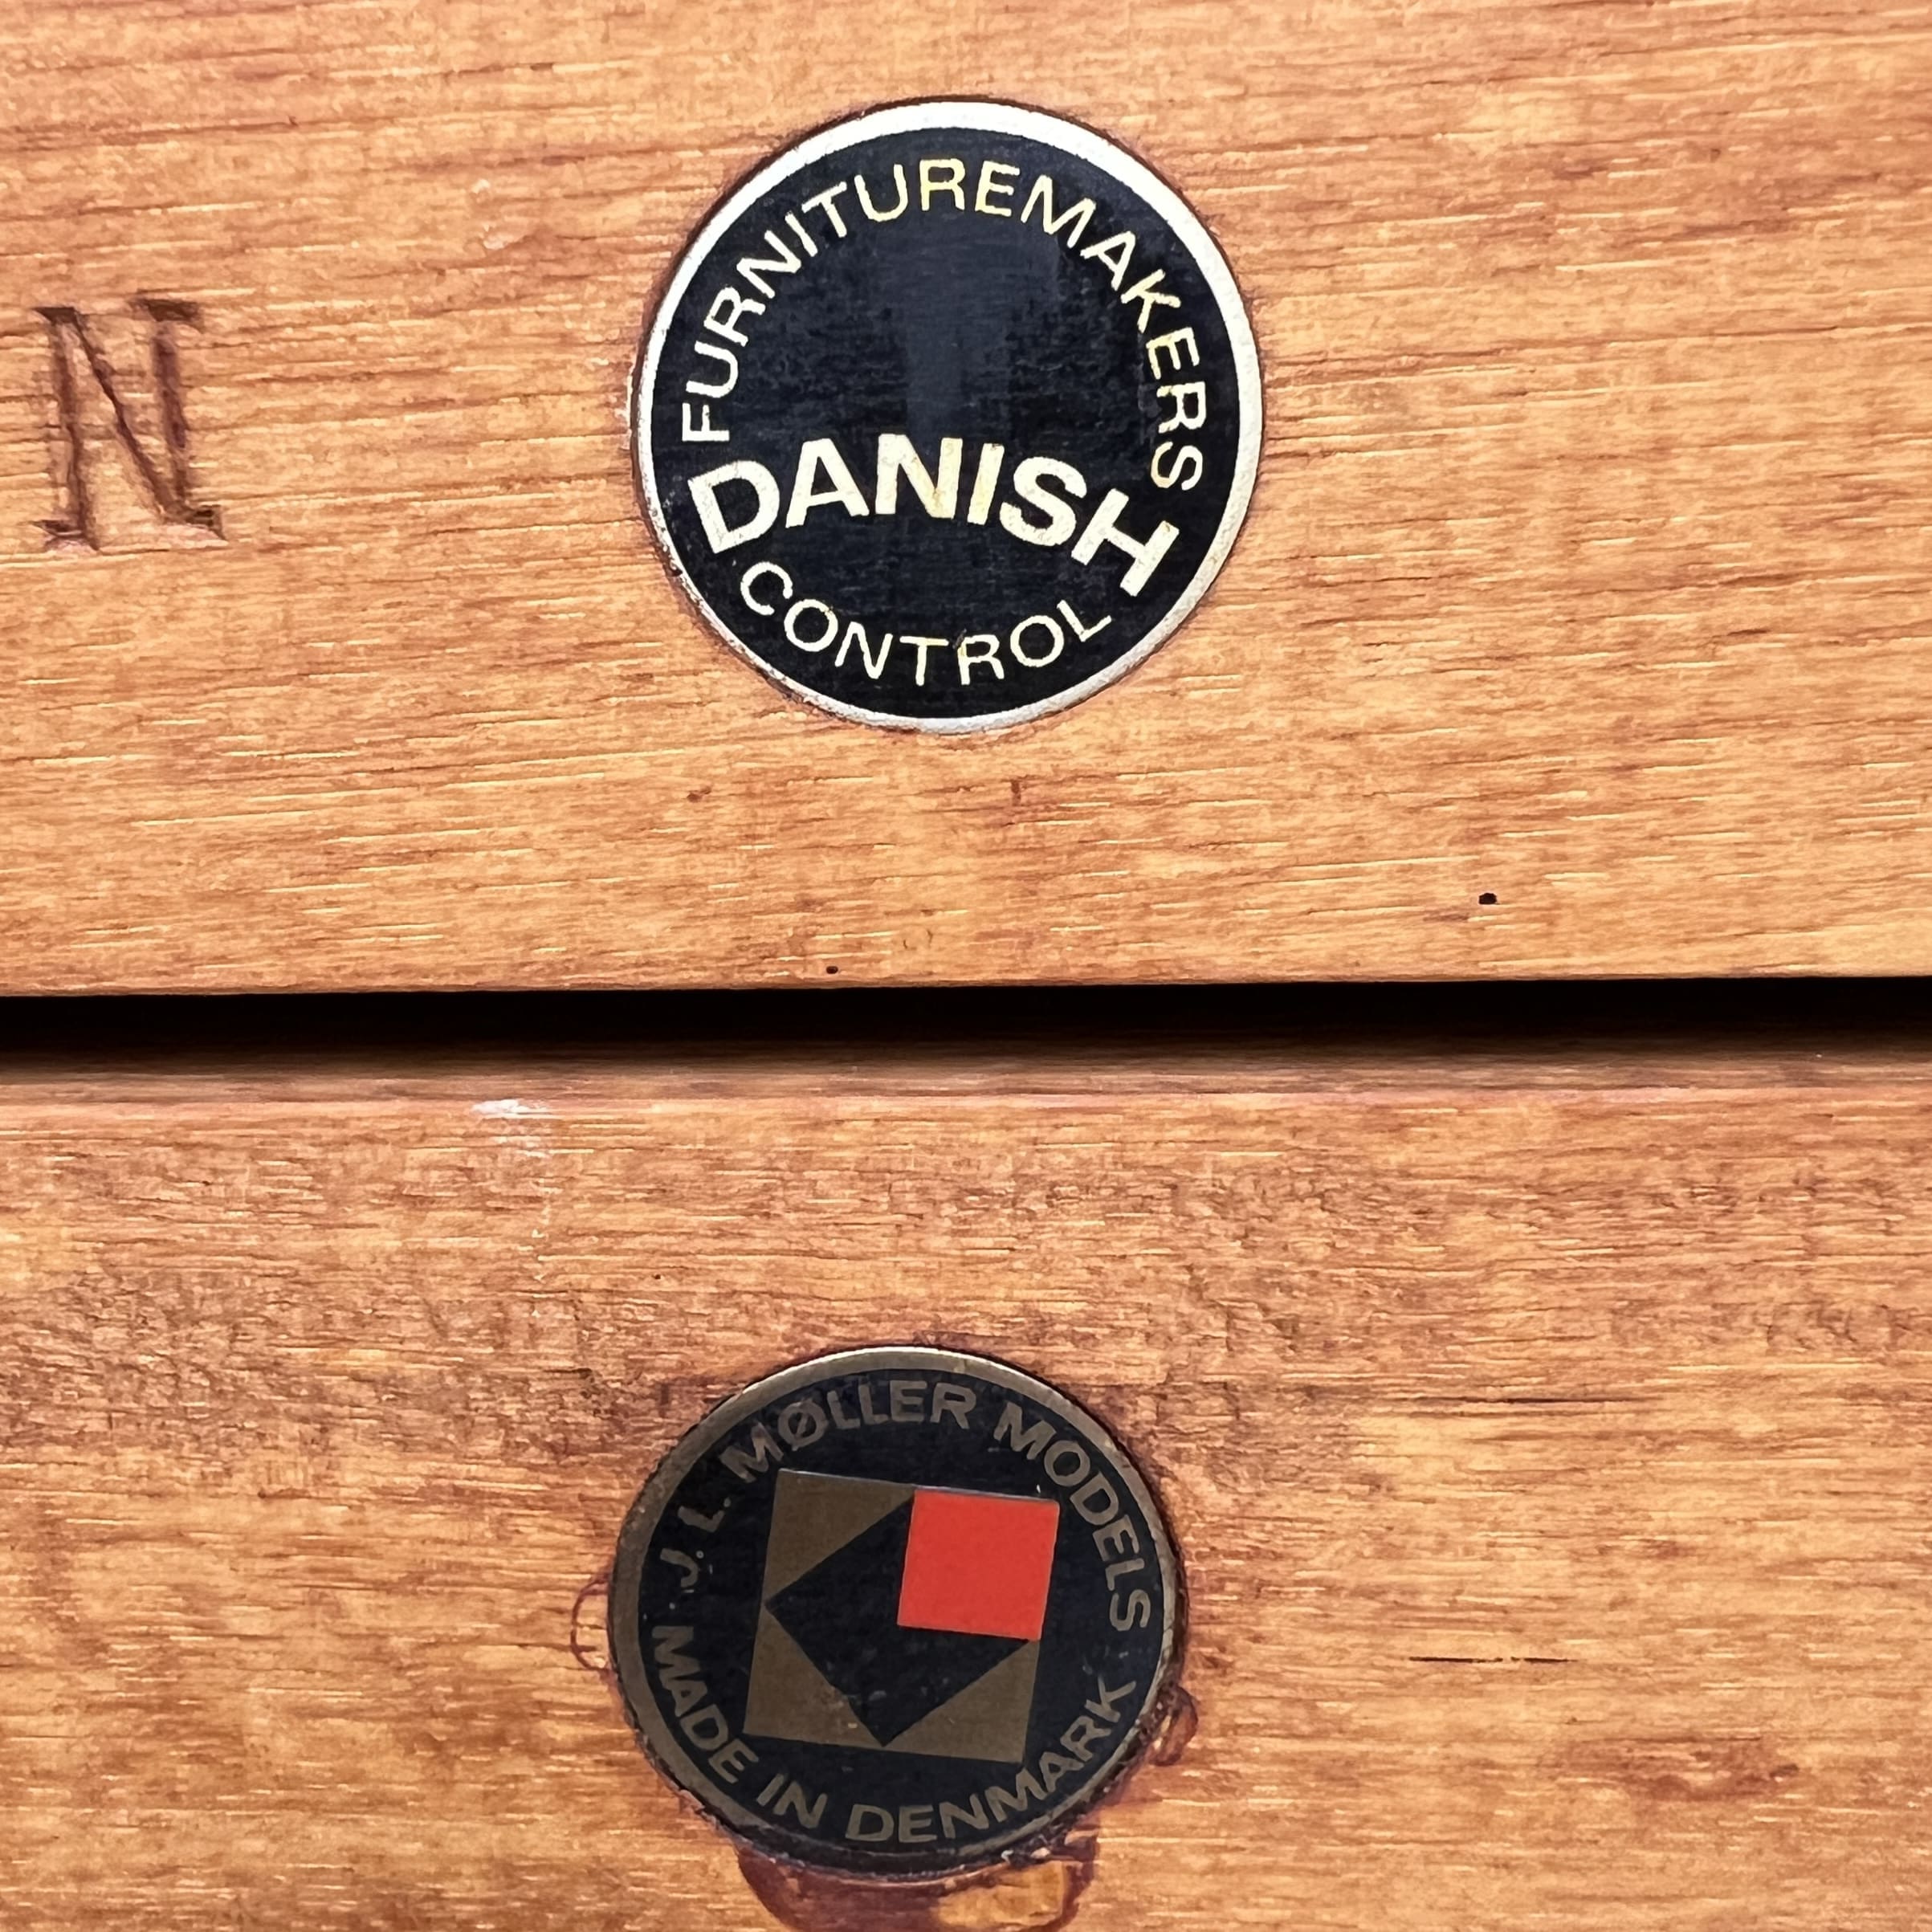 N
FURNITUREMAKERS
DANISH
CONTROL
J. L. MØLLER MODELS
MADE IN DENMARK